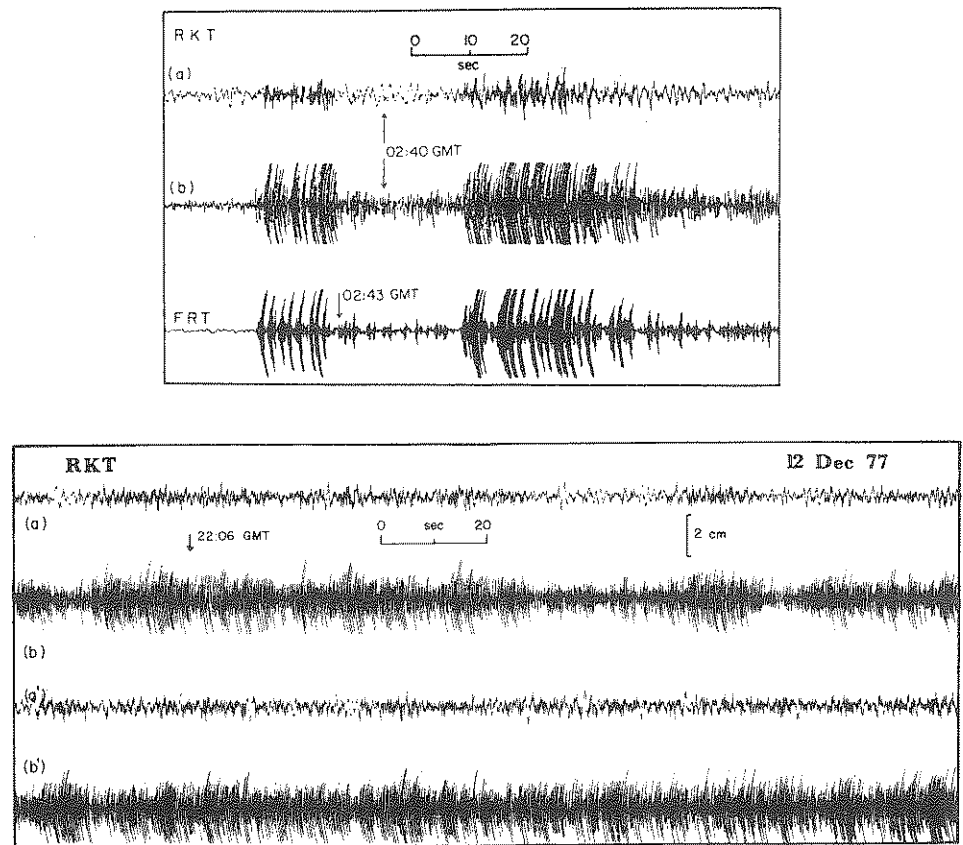 RKT
0 10 20
sec
(a)
02:40 GMT
(b)
02:43 GMT
FRT
RKT
12 Dec 77
(a)
0 sec 20
22:06 GMT
2 cm
(b)
(a')
(b')